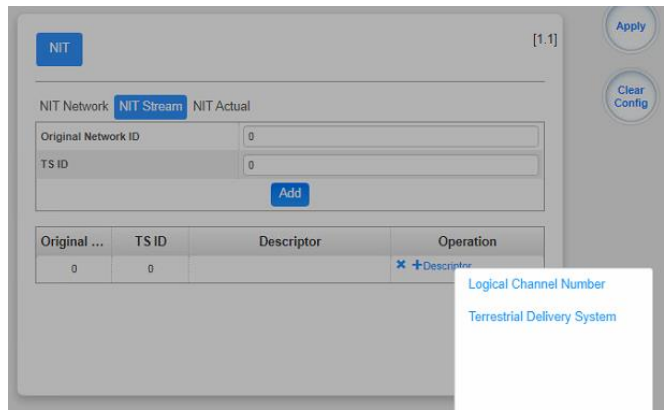 NIT
[1.1]
Apply
Clear
Config
NIT Network NIT Stream NIT Actual
Original Network ID 0
TS ID 0
Add
Original ... TS ID Descriptor Operation
0 0 +Descriptor
Logical Channel Number
Terrestrial Delivery System